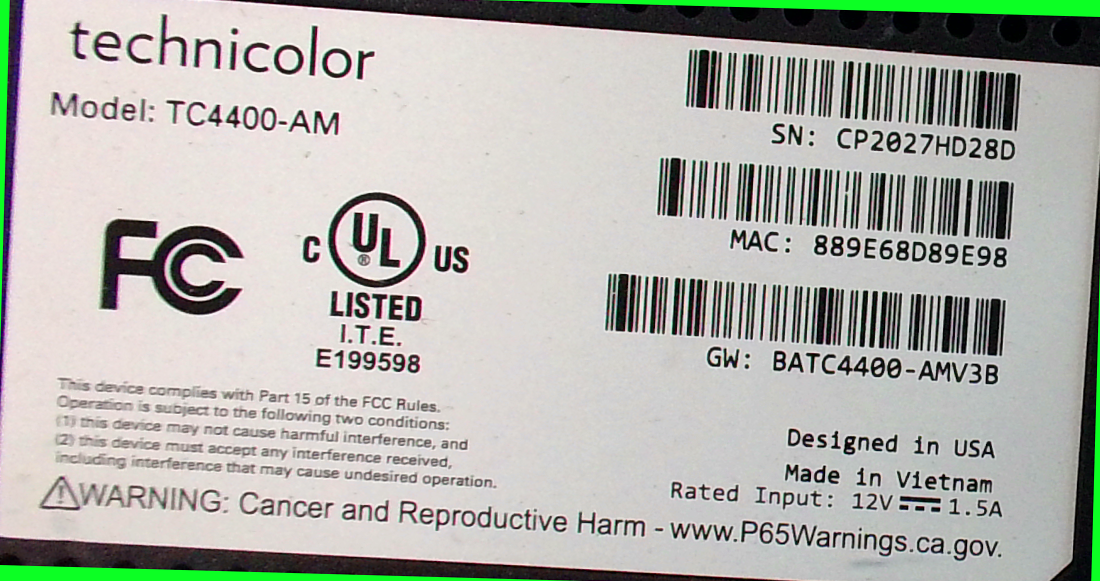 technicolor
Model: TC4400-AM
SN: CP2027HD28D
MAC: 889E68D89E98
GW: BATC4400-AMV3B
FC
C UL ® US
LISTED
I.T.E.
E199598
This device complies with Part 15 of the FCC Rules.
Operation is subject to the following two conditions:
(1) this device may not cause harmful interference, and
(2) this device must accept any interference received,
including interference that may cause undesired operation.
Designed in USA
Made in Vietnam
Rated Input: 12V⎓1.5A
⚠WARNING: Cancer and Reproductive Harm - www.P65Warnings.ca.gov.